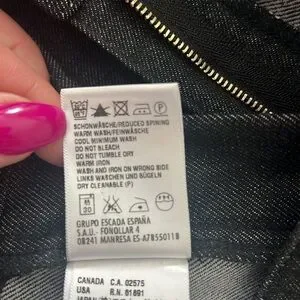 SCHONWÄSCHE/REDUCED SPINING
WARM WASH/FEINWÄSCHE
COOL MINIMUM WASH
DO NOT BLEACH
DO NOT TUMBLE DRY
WARM IRON
WASH AND IRON ON WRONG SIDE
LINKS WASCHEN UND BÜGELN
DRY CLEANABLE (P)
30
GRUPO ESCADA ESPAÑA
S.A.U. FONOLLAR 4
08241 MANRESA ES-A78550118
CANADA C.A. 02575
USA R.N. 61891